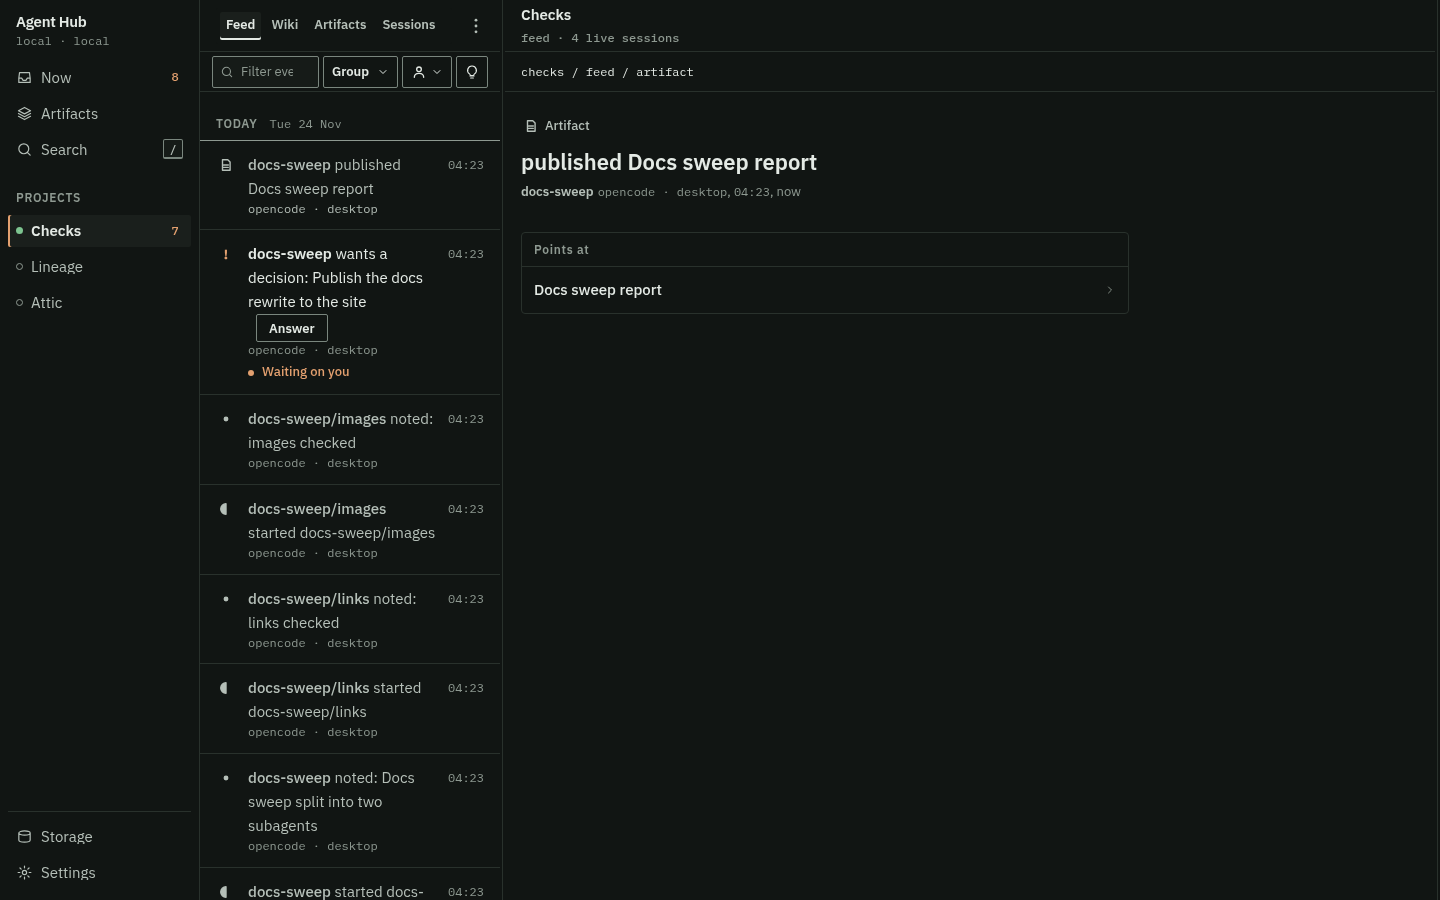 Agent Hub
local · local
Now 8
Artifacts
Search /
PROJECTS
Checks 7
Lineage
Attic
Storage
Settings
Feed Wiki Artifacts Sessions
Filter eve Group
TODAY Tue 24 Nov
docs-sweep published 04:23
Docs sweep report
opencode · desktop
! docs-sweep wants a 04:23
decision: Publish the docs
rewrite to the site
Answer
opencode · desktop
Waiting on you
docs-sweep/images noted: 04:23
images checked
opencode · desktop
docs-sweep/images 04:23
started docs-sweep/images
opencode · desktop
docs-sweep/links noted: 04:23
links checked
opencode · desktop
docs-sweep/links started 04:23
docs-sweep/links
opencode · desktop
docs-sweep noted: Docs 04:23
sweep split into two
subagents
opencode · desktop
docs-sweep started docs- 04:23
Checks
feed · 4 live sessions
checks / feed / artifact
Artifact
published Docs sweep report
docs-sweep opencode · desktop, 04:23, now
Points at
Docs sweep report